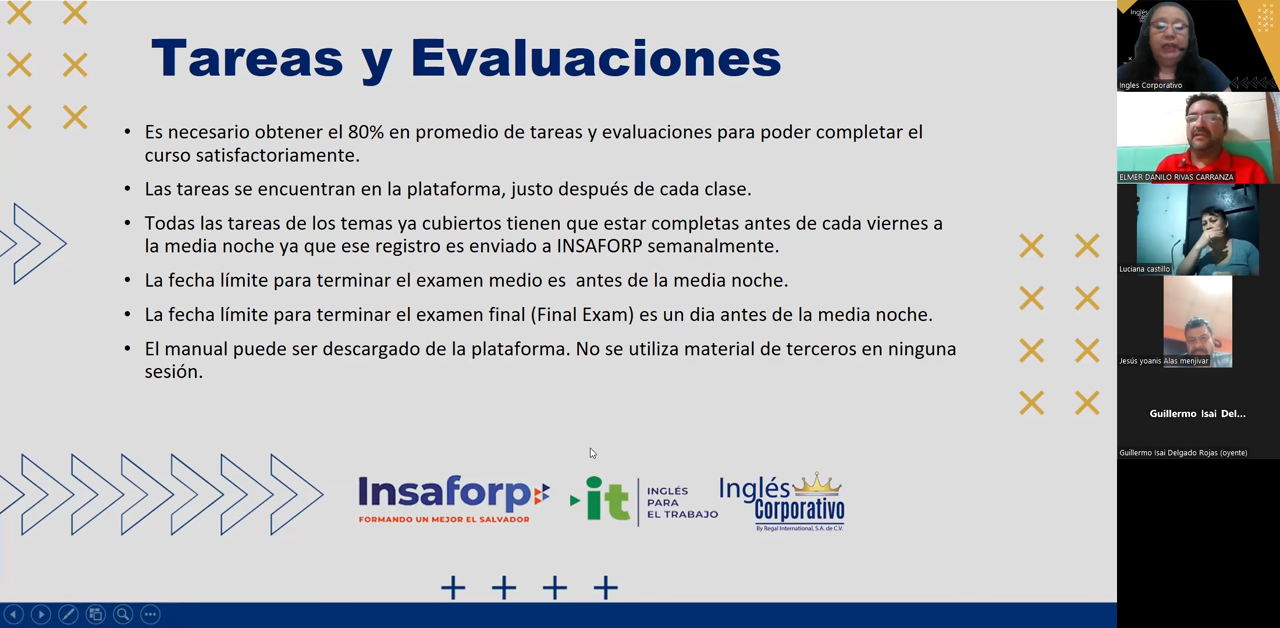 Tareas y Evaluaciones
• Es necesario obtener el 80% en promedio de tareas y evaluaciones para poder completar el
curso satisfactoriamente.
• Las tareas se encuentran en la plataforma, justo después de cada clase.
• Todas las tareas de los temas ya cubiertos tienen que estar completas antes de cada viernes a
la media noche ya que ese registro es enviado a INSAFORP semanalmente.
• La fecha límite para terminar el examen medio es  antes de la media noche.
• La fecha límite para terminar el examen final (Final Exam) es un dia antes de la media noche.
• El manual puede ser descargado de la plataforma. No se utiliza material de terceros en ninguna
sesión.
Insaforp
FORMANDO UN MEJOR EL SALVADOR
it
INGLÉS
PARA
EL TRABAJO
Inglés
Corporativo
By Regal International, S.A. de C.V.
Inglés
Ingles Corporativo
ELMER DANILO RIVAS CARRANZA
Luciana castillo
Jesús yoanis Alas menjivar
Guillermo Isai Del...
Guillermo Isai Delgado Rojas (oyente)